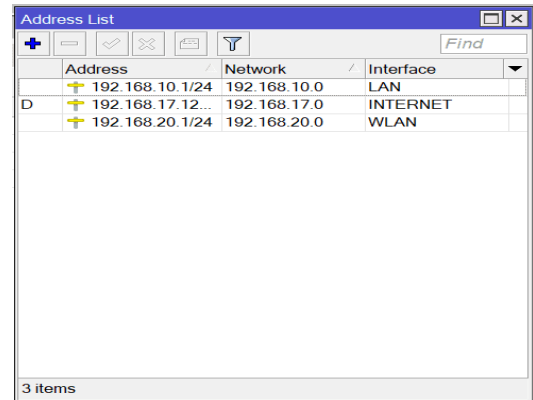 Address List
Find
Address Network Interface
192.168.10.1/24 192.168.10.0 LAN
D 192.168.17.12... 192.168.17.0 INTERNET
192.168.20.1/24 192.168.20.0 WLAN
3 items